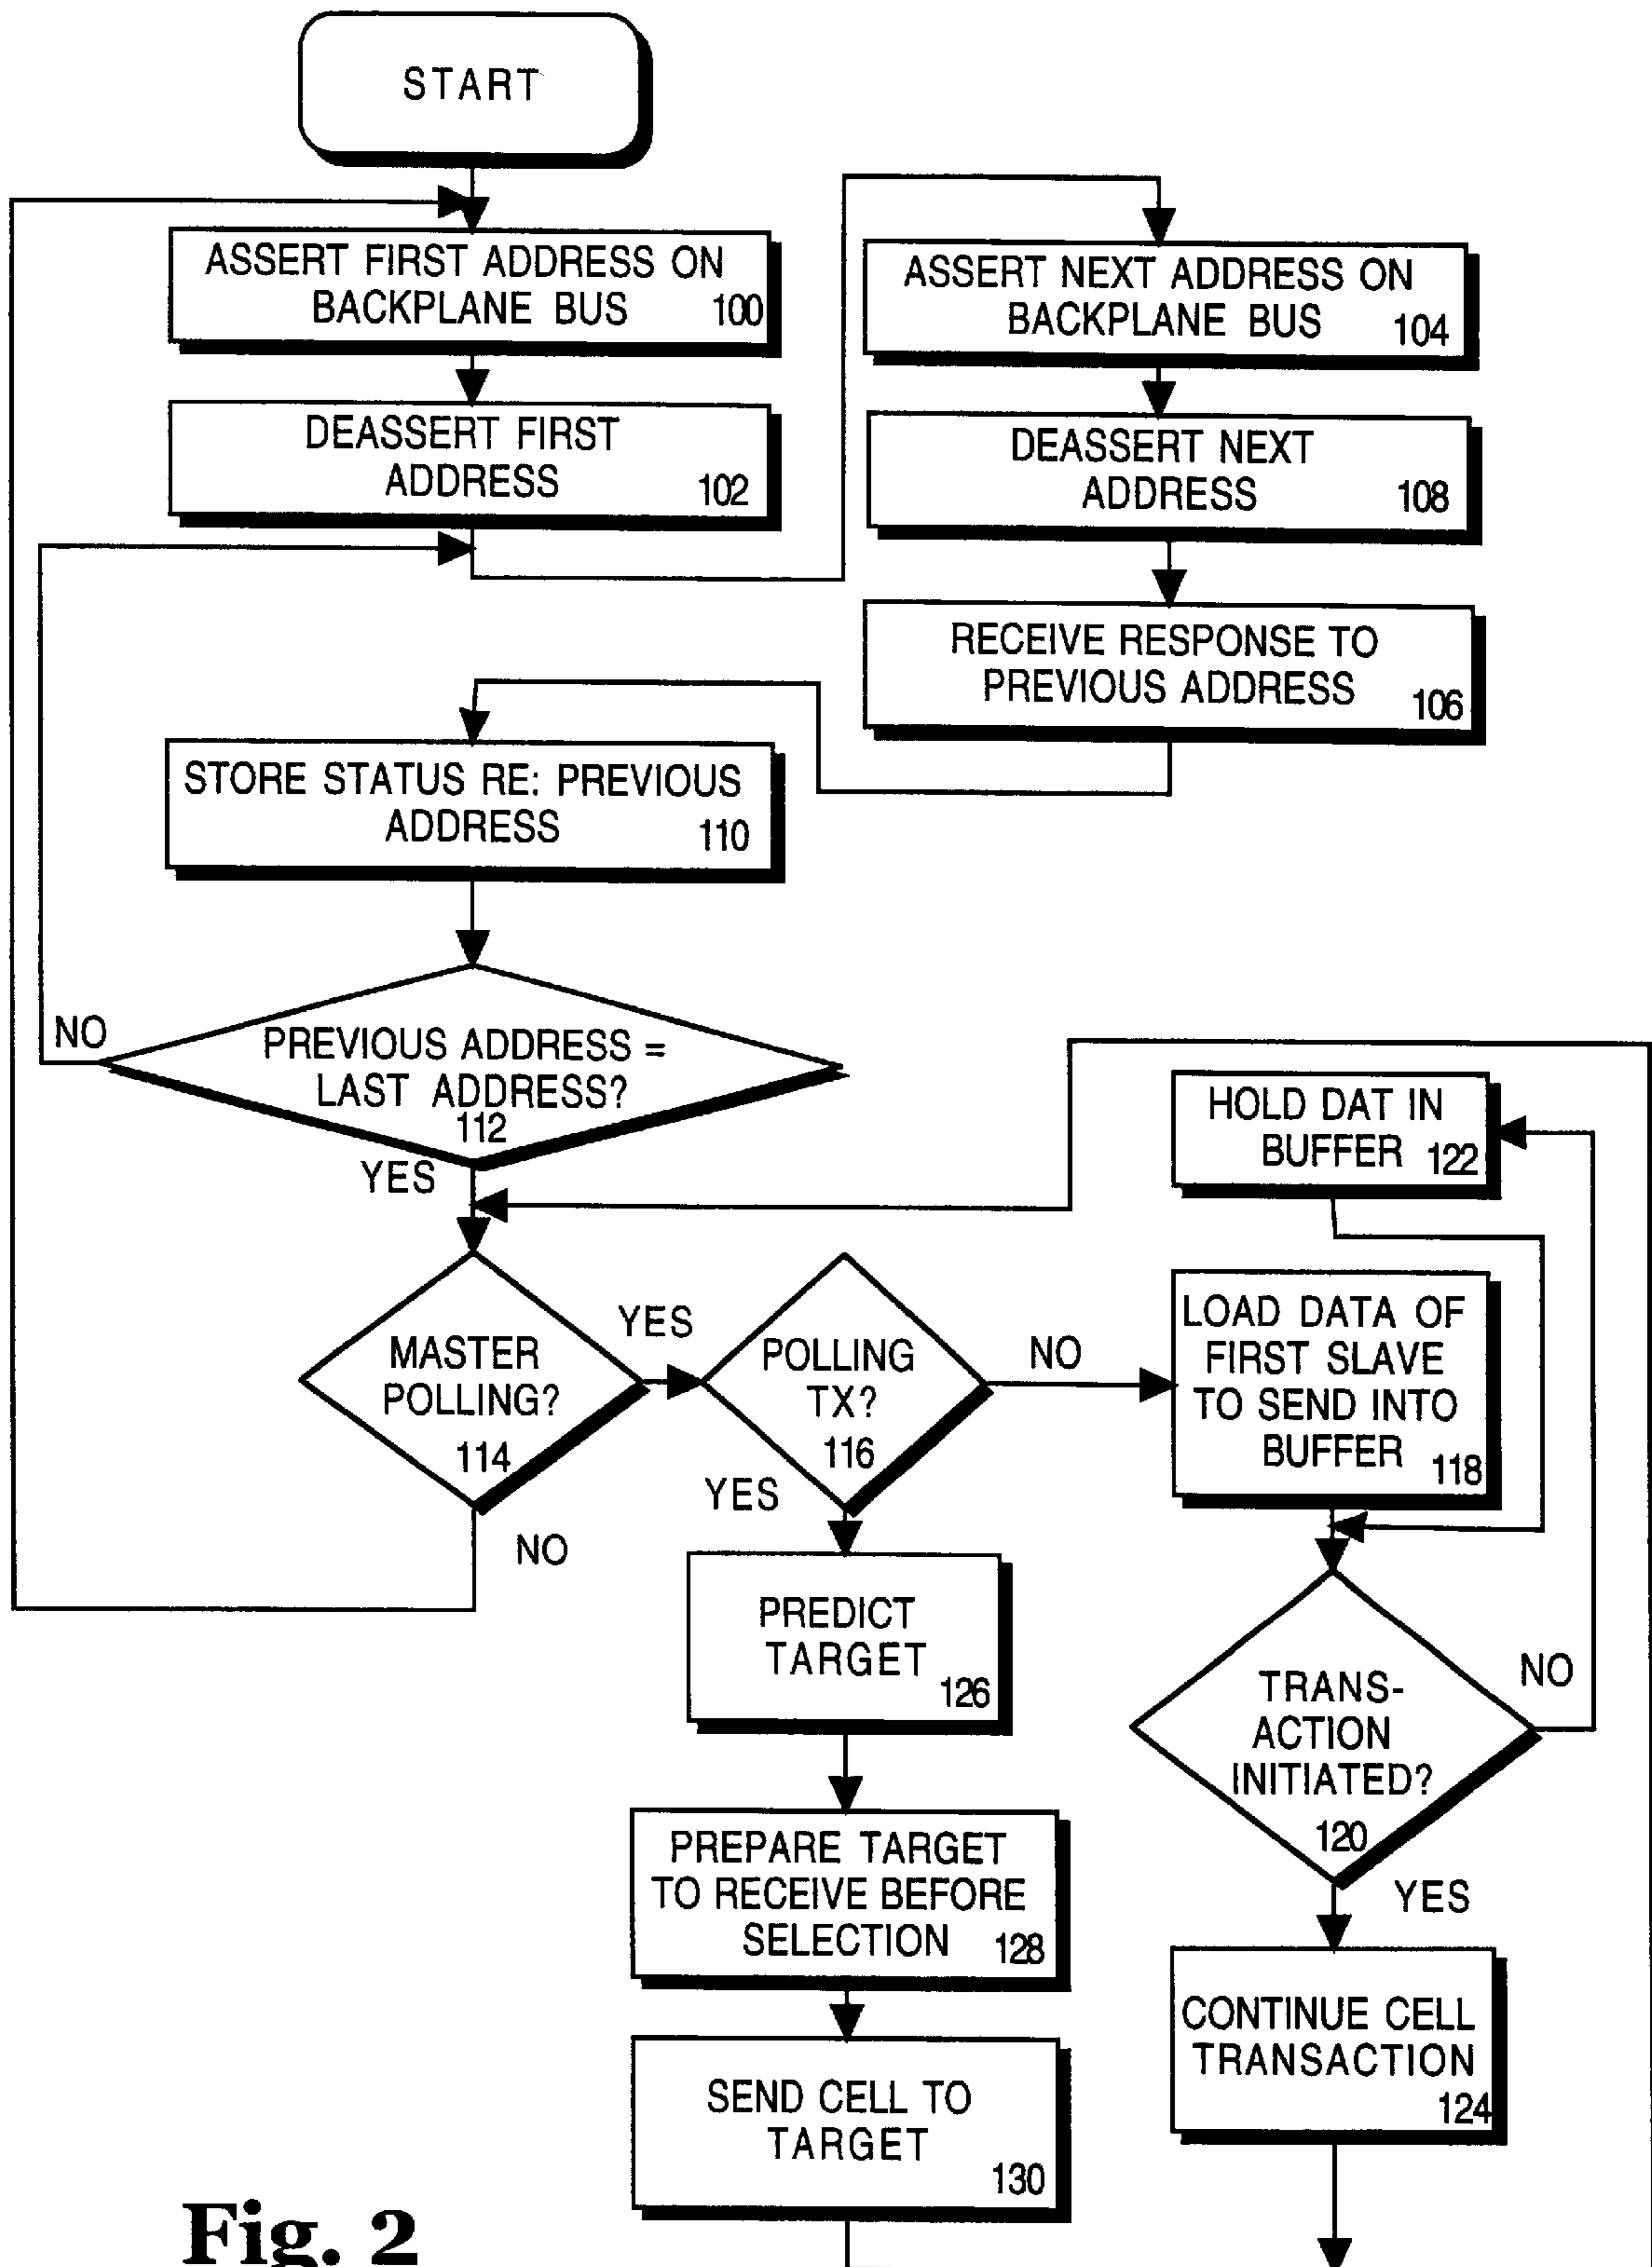 START
ASSERT FIRST ADDRESS ON
BACKPLANE BUS 100
DEASSERT FIRST
ADDRESS 102
ASSERT NEXT ADDRESS ON
BACKPLANE BUS 104
DEASSERT NEXT
ADDRESS 108
RECEIVE RESPONSE TO
PREVIOUS ADDRESS 106
STORE STATUS RE: PREVIOUS
ADDRESS 110
NO
PREVIOUS ADDRESS =
LAST ADDRESS?
112
YES
HOLD DAT IN
BUFFER 122
MASTER
POLLING?
114
YES
NO
POLLING
TX?
116
NO
YES
LOAD DATA OF
FIRST SLAVE
TO SEND INTO
BUFFER 118
PREDICT
TARGET
126
TRANS-
ACTION
INITIATED?
120
NO
YES
PREPARE TARGET
TO RECEIVE BEFORE
SELECTION 128
CONTINUE CELL
TRANSACTION
124
SEND CELL TO
TARGET
130
Fig. 2